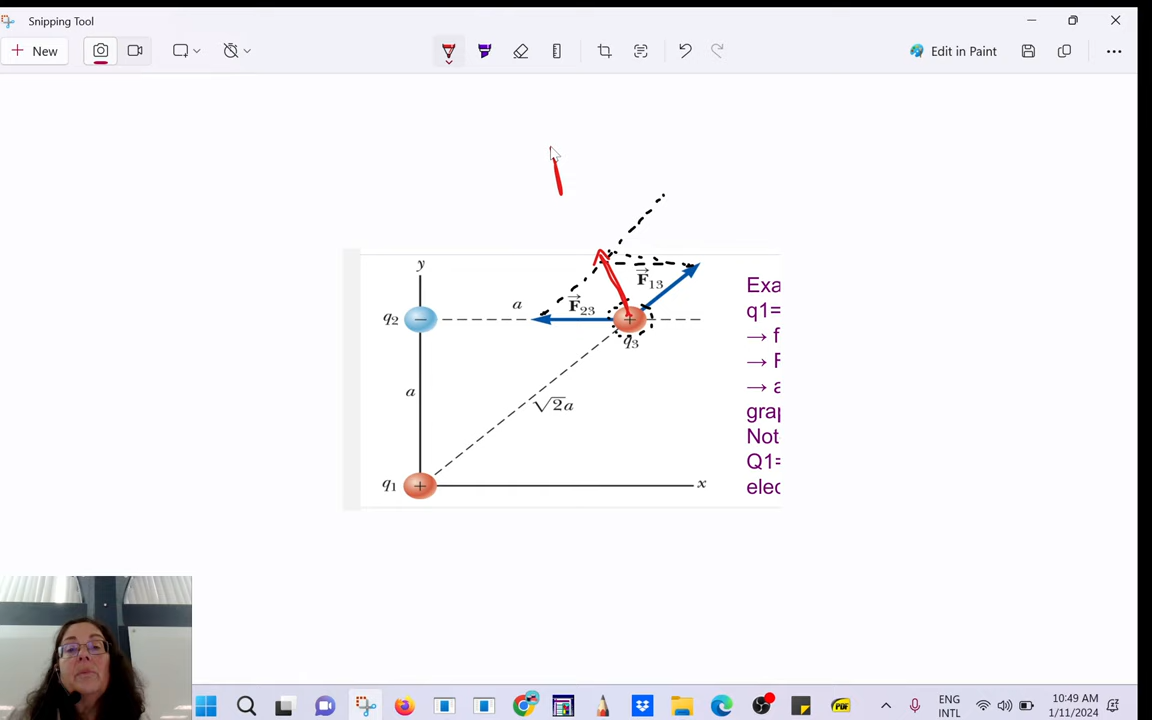 Snipping Tool
New
Edit in Paint
y
F13
a
F23
q2
q3
a
√2a
q1
x
Exa
q1=
→ f
→ F
→ a
grap
Not
Q1=
elec
PDF
ENG
INTL
10:49 AM
1/11/2024